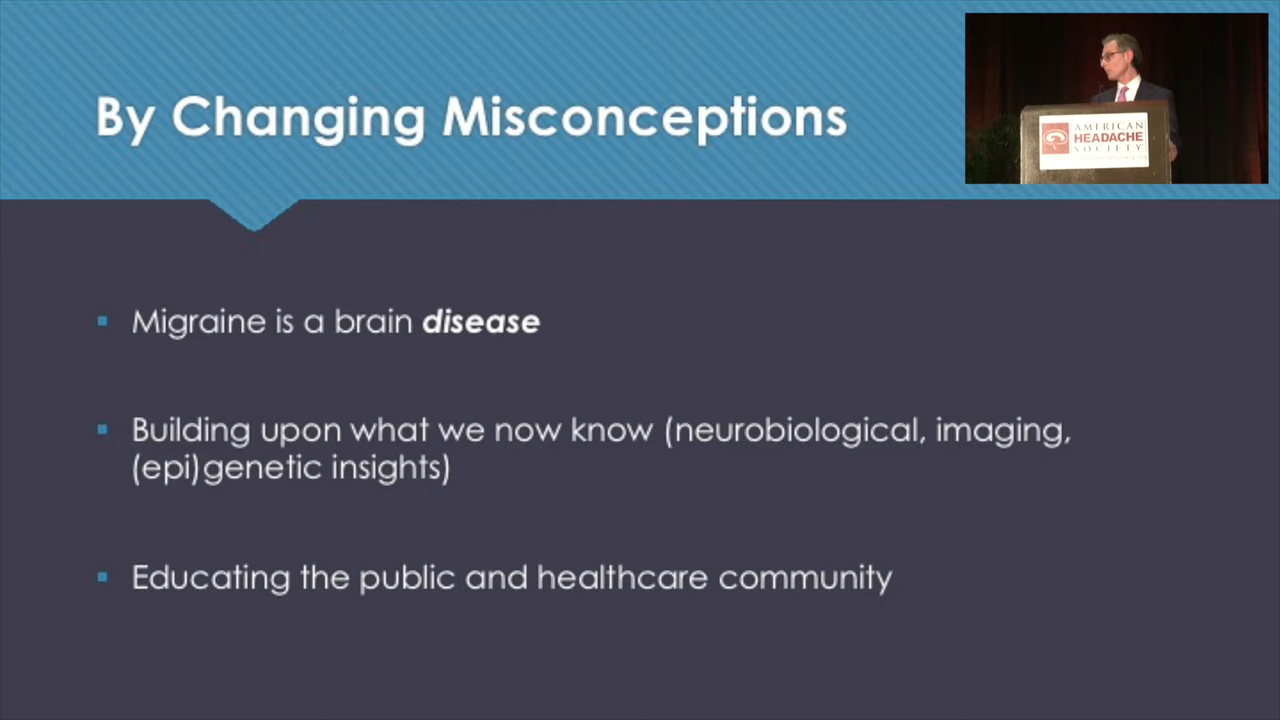 By Changing Misconceptions
AMERICAN
HEADACHE
SOCIETY
Migraine is a brain disease
Building upon what we now know (neurobiological, imaging,
(epi)genetic insights)
Educating the public and healthcare community